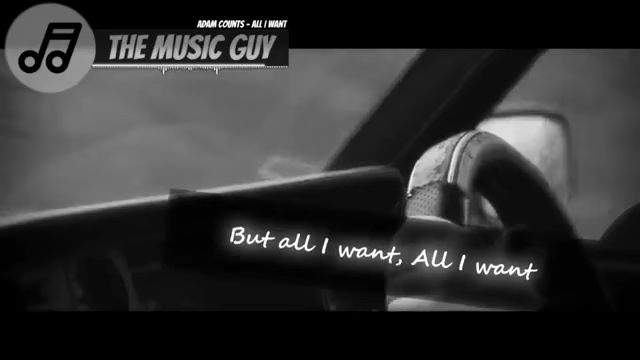 ADAM COUNTS - ALL I WANT
THE MUSIC GUY
But all I want, All I want